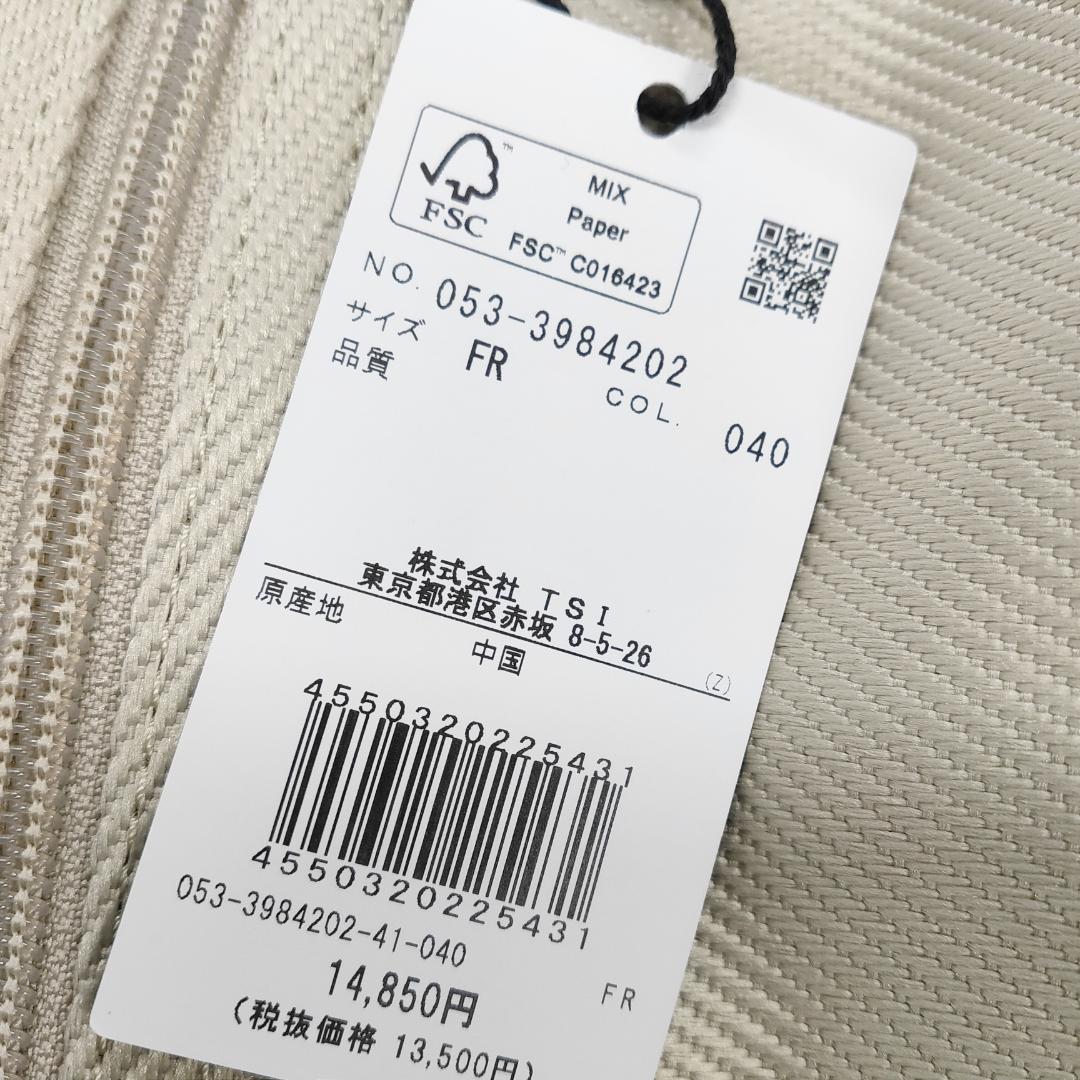 FSC™
MIX
Paper
FSC™ C016423
NO. 053-3984202
サイズ FR
品質
COL. 040
株式会社 TSI
東京都港区赤坂 8-5-26
(Z)
原産地 中国
4550320225431
4550320225431
053-3984202-41-040
FR
14,850円
(税抜価格 13,500円)